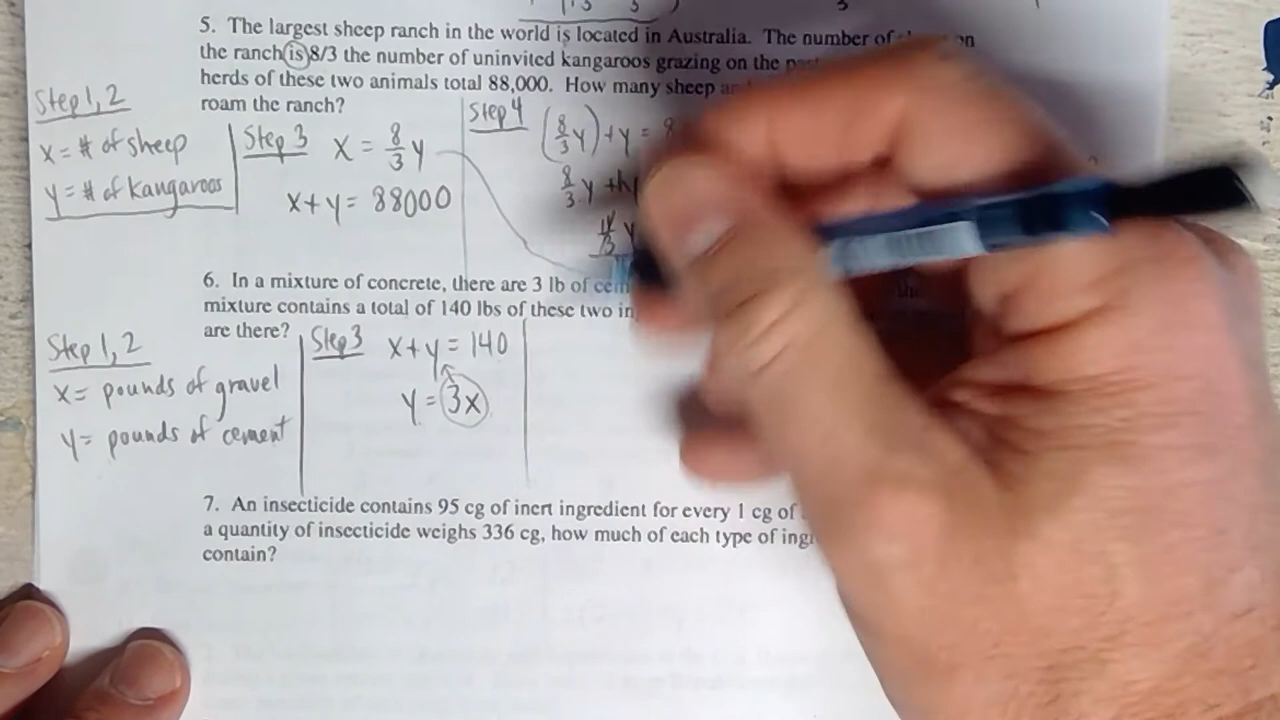 5. The largest sheep ranch in the world is located in Australia. The number of on
the ranch is 8/3 the number of uninvited kangaroos grazing on the
herds of these two animals total 88,000. How many sheep
roam the ranch?
Step 1, 2
x = # of sheep
y = # of kangaroos
Step 3 x = 8/3 y
x+y = 88000
Step 4 (8/3 y) + y =
8/3 y +
6. In a mixture of concrete, there are 3 lb of
mixture contains a total of 140 lbs of these two
are there?
Step 1, 2
x = pounds of gravel
y = pounds of cement
Step 3 x+y = 140
y = 3x
7. An insecticide contains 95 cg of inert ingredient for every 1 cg of
a quantity of insecticide weighs 336 cg, how much of each type of
contain?